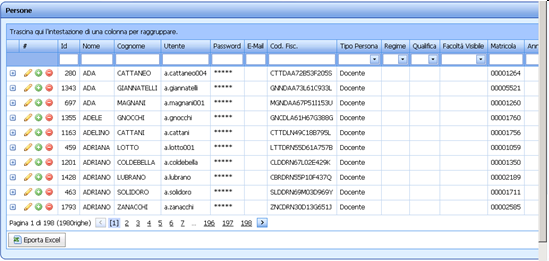 Persone
Trascina qui l'intestazione di una colonna per raggruppare.
# Id Nome Cognome Utente Password E-Mail Cod. Fisc. Tipo Persona Regime Qualifica Facoltà Visibile Matricola Ann
280 ADA CATTANEO a.cattaneo004 ***** CTTDAA72B53F205S Docente 00001264
1343 ADA GIANNATELLI a.giannatelli ***** GNNDAA73L61C933L Docente 00005521
697 ADA MAGNANI a.magnani001 ***** MGNDAA67P51I153U Docente 00001260
1355 ADELE GNOCCHI a.gnocchi ***** GNCDLA61H67G388V Docente 00001760
1163 ADELINO CATTANI a.cattani ***** CTTDLN49C18B795L Docente 00001756
459 ADRIANA LOTTO a.lotto001 ***** LTTDRN55D61A757B Docente 00001059
1201 ADRIANO COLDEBELLA a.coldebella ***** CLDDRN67L02E429K Docente 00001350
1428 ADRIANO LUBRANO a.lubrano ***** CBRDRN55P10F437Q Docente 00002189
463 ADRIANO SOLIDORO a.solidoro ***** SLDDRN69M03D969Y Docente 00001711
1793 ADRIANO ZANACCHI a.zanacchi ***** ZNCDRN30D13G651J Docente 00002585
Pagina 1 di 198 (1980righe) [1] 2 3 4 5 6 7 ... 196 197 198
Eporta Excel